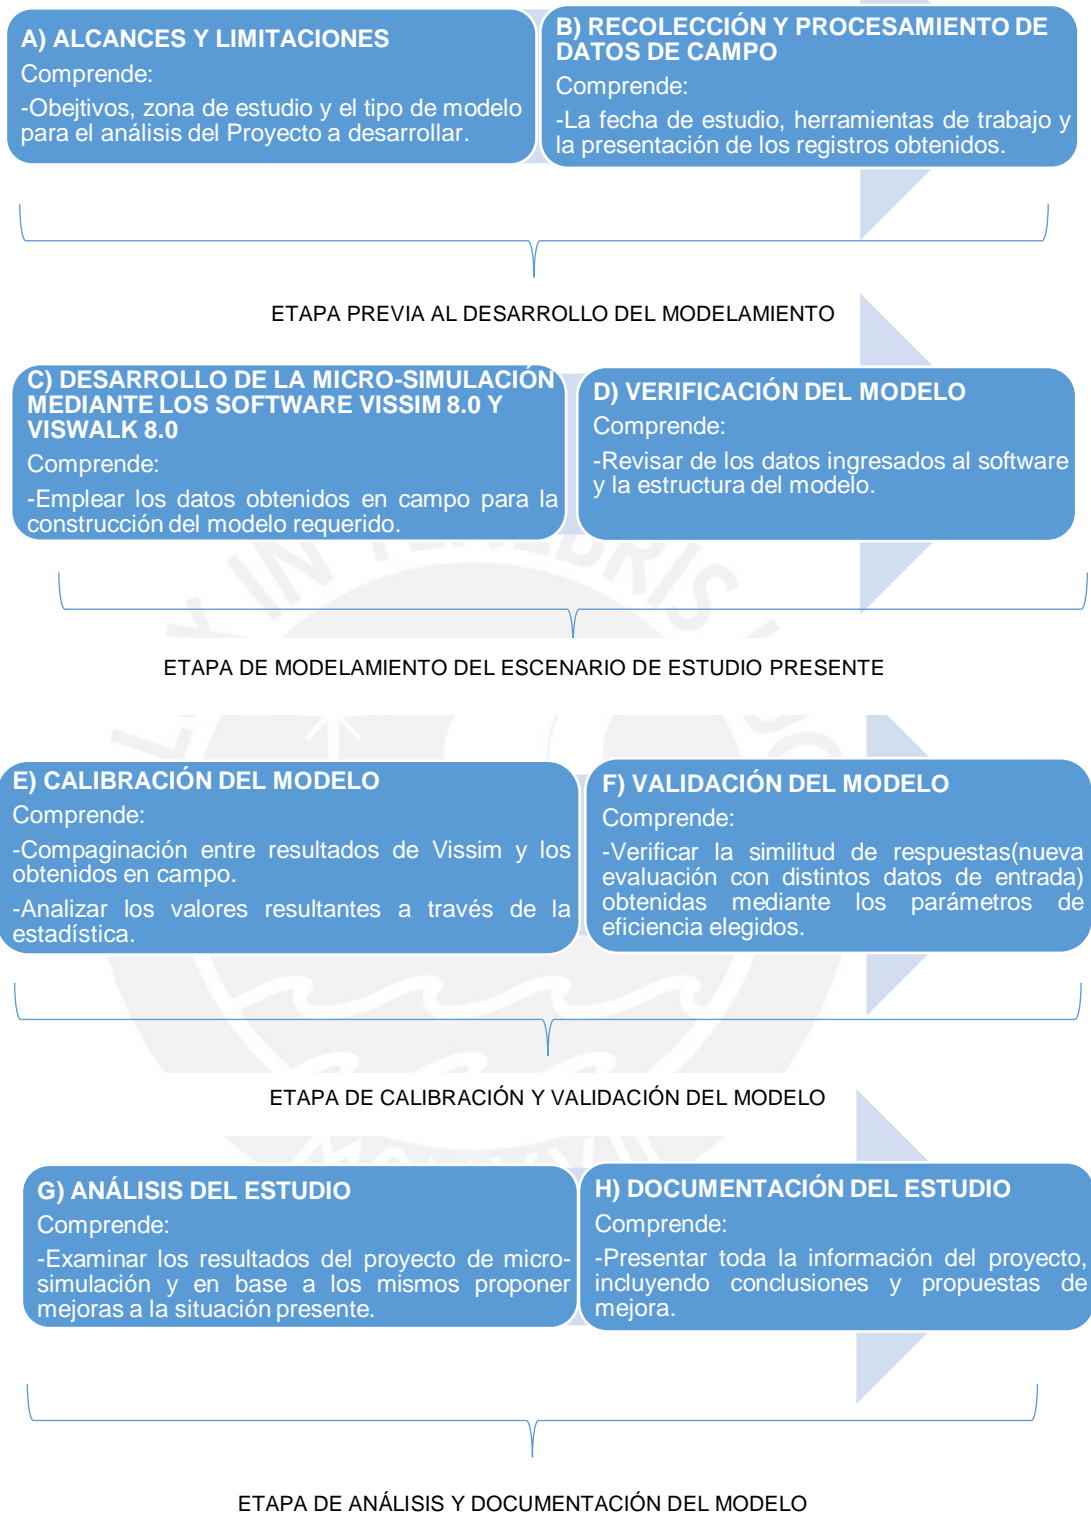 A) ALCANCES Y LIMITACIONES
Comprende:
-Obejtivos, zona de estudio y el tipo de modelo
para el análisis del Proyecto a desarrollar.
B) RECOLECCIÓN Y PROCESAMIENTO DE
DATOS DE CAMPO
Comprende:
-La fecha de estudio, herramientas de trabajo y
la presentación de los registros obtenidos.
ETAPA PREVIA AL DESARROLLO DEL MODELAMIENTO
C) DESARROLLO DE LA MICRO-SIMULACIÓN
MEDIANTE LOS SOFTWARE VISSIM 8.0 Y
VISWALK 8.0
Comprende:
-Emplear los datos obtenidos en campo para la
construcción del modelo requerido.
D) VERIFICACIÓN DEL MODELO
Comprende:
-Revisar de los datos ingresados al software
y la estructura del modelo.
ETAPA DE MODELAMIENTO DEL ESCENARIO DE ESTUDIO PRESENTE
E) CALIBRACIÓN DEL MODELO
Comprende:
-Compaginación entre resultados de Vissim y los
obtenidos en campo.
-Analizar los valores resultantes a través de la
estadística.
F) VALIDACIÓN DEL MODELO
Comprende:
-Verificar la similitud de respuestas(nueva
evaluación con distintos datos de entrada)
obtenidas mediante los parámetros de
eficiencia elegidos.
ETAPA DE CALIBRACIÓN Y VALIDACIÓN DEL MODELO
G) ANÁLISIS DEL ESTUDIO
Comprende:
-Examinar los resultados del proyecto de micro-
simulación y en base a los mismos proponer
mejoras a la situación presente.
H) DOCUMENTACIÓN DEL ESTUDIO
Comprende:
-Presentar toda la información del proyecto,
incluyendo conclusiones y propuestas de
mejora.
ETAPA DE ANÁLISIS Y DOCUMENTACIÓN DEL MODELO